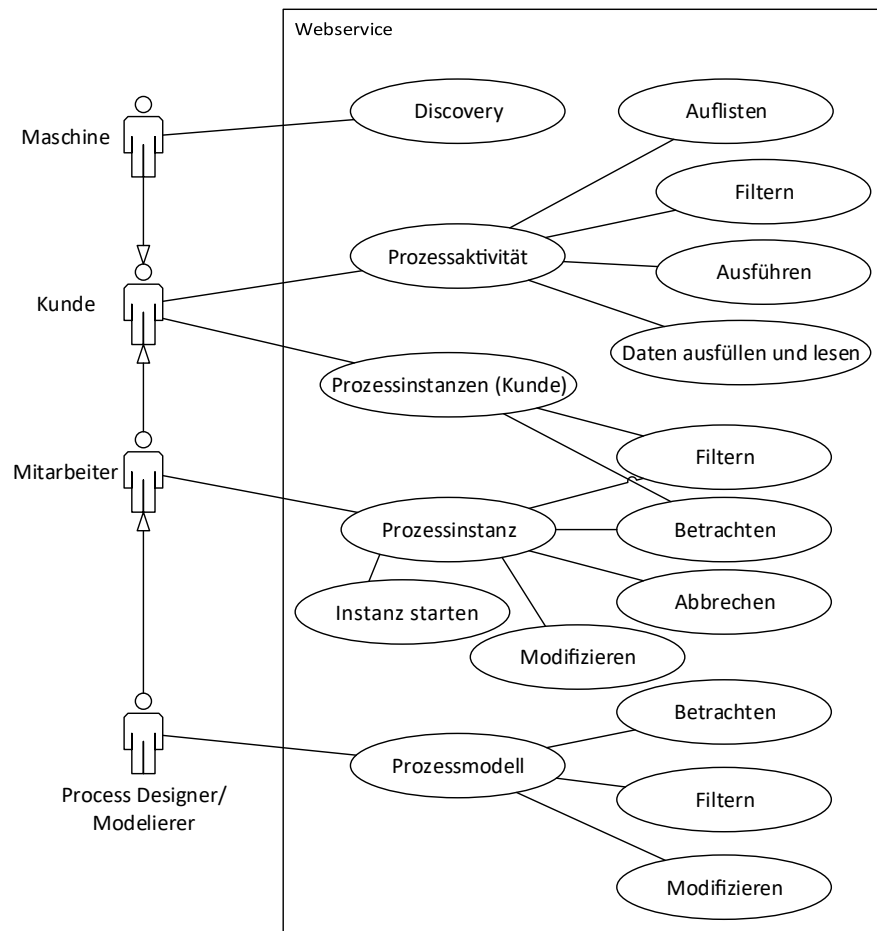 Webservice
Maschine
Discovery
Auflisten
Filtern
Prozessaktivität
Ausführen
Kunde
Daten ausfüllen und lesen
Prozessinstanzen (Kunde)
Filtern
Mitarbeiter
Prozessinstanz
Betrachten
Instanz starten
Abbrechen
Modifizieren
Betrachten
Prozessmodell
Process Designer/
Modelierer
Filtern
Modifizieren